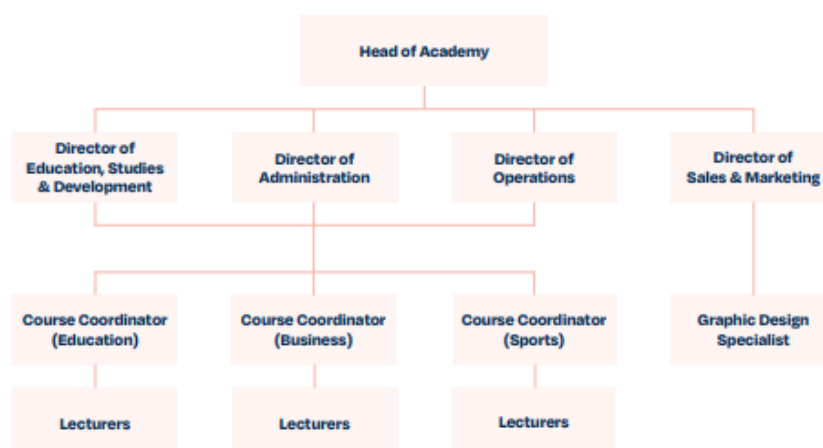 Head of Academy
Director of
Education, Studies
& Development
Director of
Administration
Director of
Operations
Director of
Sales & Marketing
Course Coordinator
(Education)
Course Coordinator
(Business)
Course Coordinator
(Sports)
Graphic Design
Specialist
Lecturers
Lecturers
Lecturers